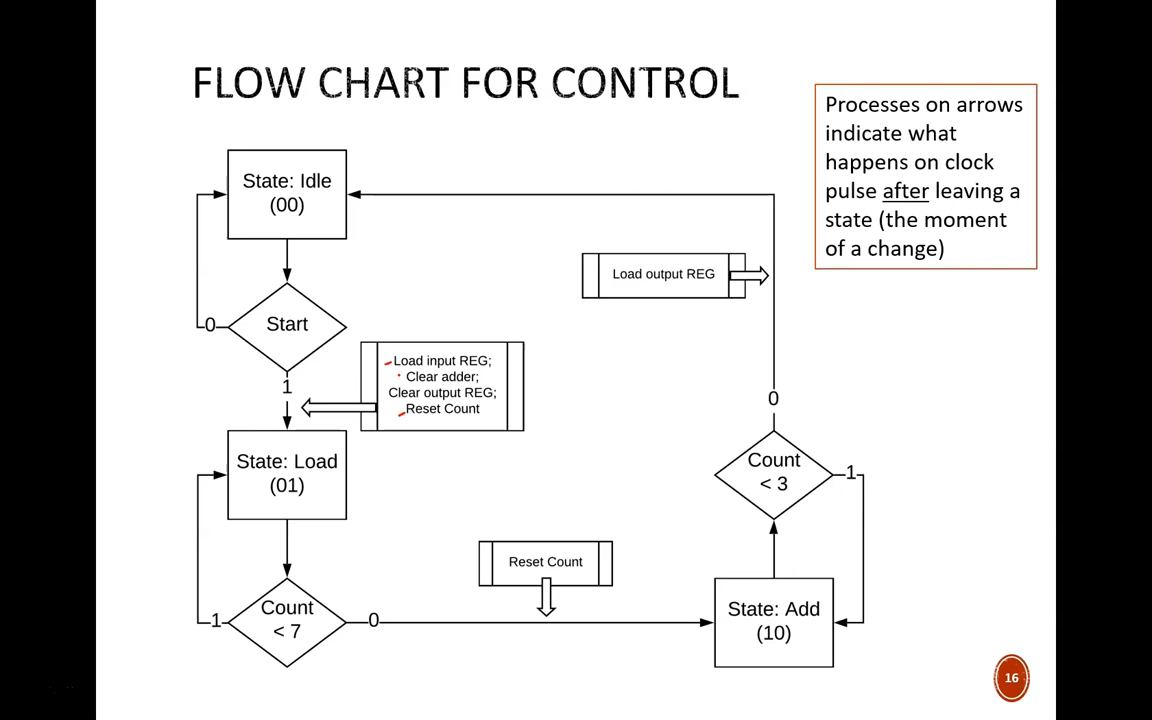 FLOW CHART FOR CONTROL
Processes on arrows
indicate what
happens on clock
pulse after leaving a
state (the moment
of a change)
State: Idle
(00)
Load output REG
0
Start
1
Load input REG;
Clear adder;
Clear output REG;
Reset Count
0
State: Load
(01)
Count
< 3
1
Reset Count
1
Count
< 7
0
State: Add
(10)
16